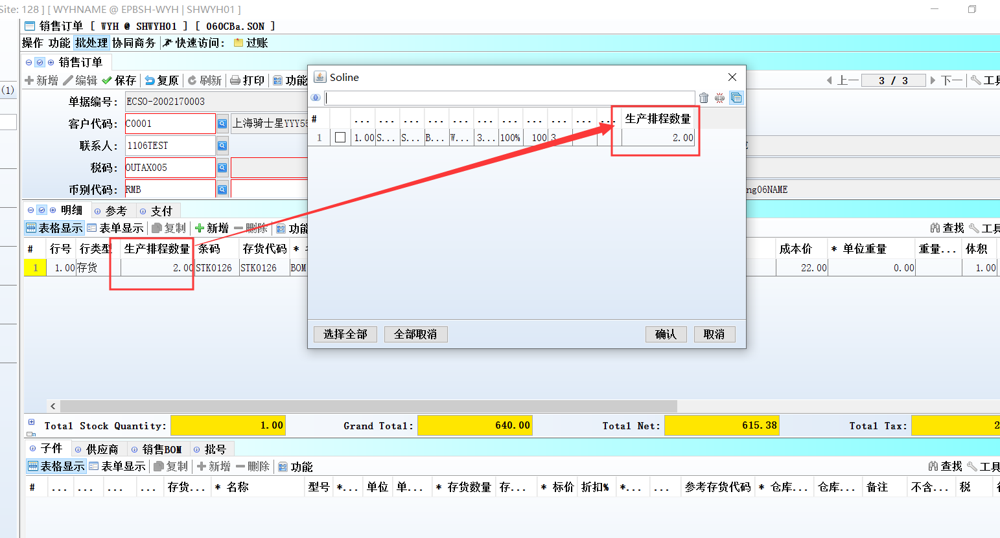 Site: 128 ] [ WYHNAME @ EPBSH-WYH | SHWYH01 ]
销售订单 [ WYH @ SHWYH01 ] [ 060CBa.SON ]
操作 功能 批处理 协同商务 快速访问: 过账
销售订单
新增 编辑 保存 复原 刷新 打印 功能
上一 3 / 3 下一 工具
(1)
单据编号: ECSO-2002170003
客户代码: C0001 上海骑士星YYY55
联系人: 1106TEST
税码: OUTAX005
币别代码: RMB
ng06NAME
Soline
# ... ... ... ... ... ... ... ... ... ... ... 生产排程数量
1 1.00 S... S... B... W... 3... 100% 100 3 2.00
选择全部 全部取消 确认 取消
明细 参考 支付
表格显示 表单显示 复制 新增 删除 功能
查找 工具
# 行号 行类型 生产排程数量 条码 存货代码 * 成本价 * 单位重量 重量... 体积
1 1.00 存货 2.00 STK0126 STK0126 BOM 22.00 0.00 1.00
Total Stock Quantity: 1.00 Grand Total: 640.00 Total Net: 615.38 Total Tax: 2
子件 供应商 销售BOM 批号
表格显示 表单显示 复制 新增 删除 功能
查找 工具
# ... ... ... ... 存货... * 名称 型号 *... 单位 单... * 存货数量 存... * 标价 折扣% *... ... 参考存货代码 * 仓库... 仓库... 备注 不含... 税